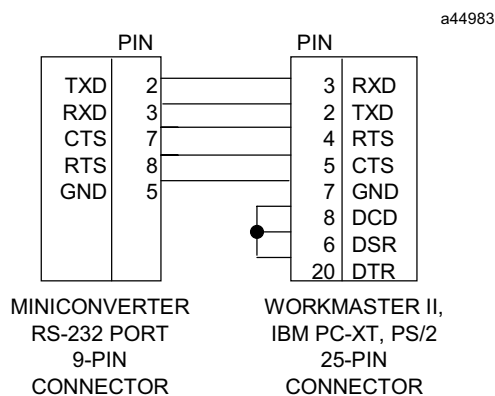 a44983
PIN PIN
TXD 2 3 RXD
RXD 3 2 TXD
CTS 7 4 RTS
RTS 8 5 CTS
GND 5 7 GND
8 DCD
6 DSR
20 DTR
MINICONVERTER
RS-232 PORT
9-PIN
CONNECTOR
WORKMASTER II,
IBM PC-XT, PS/2
25-PIN
CONNECTOR